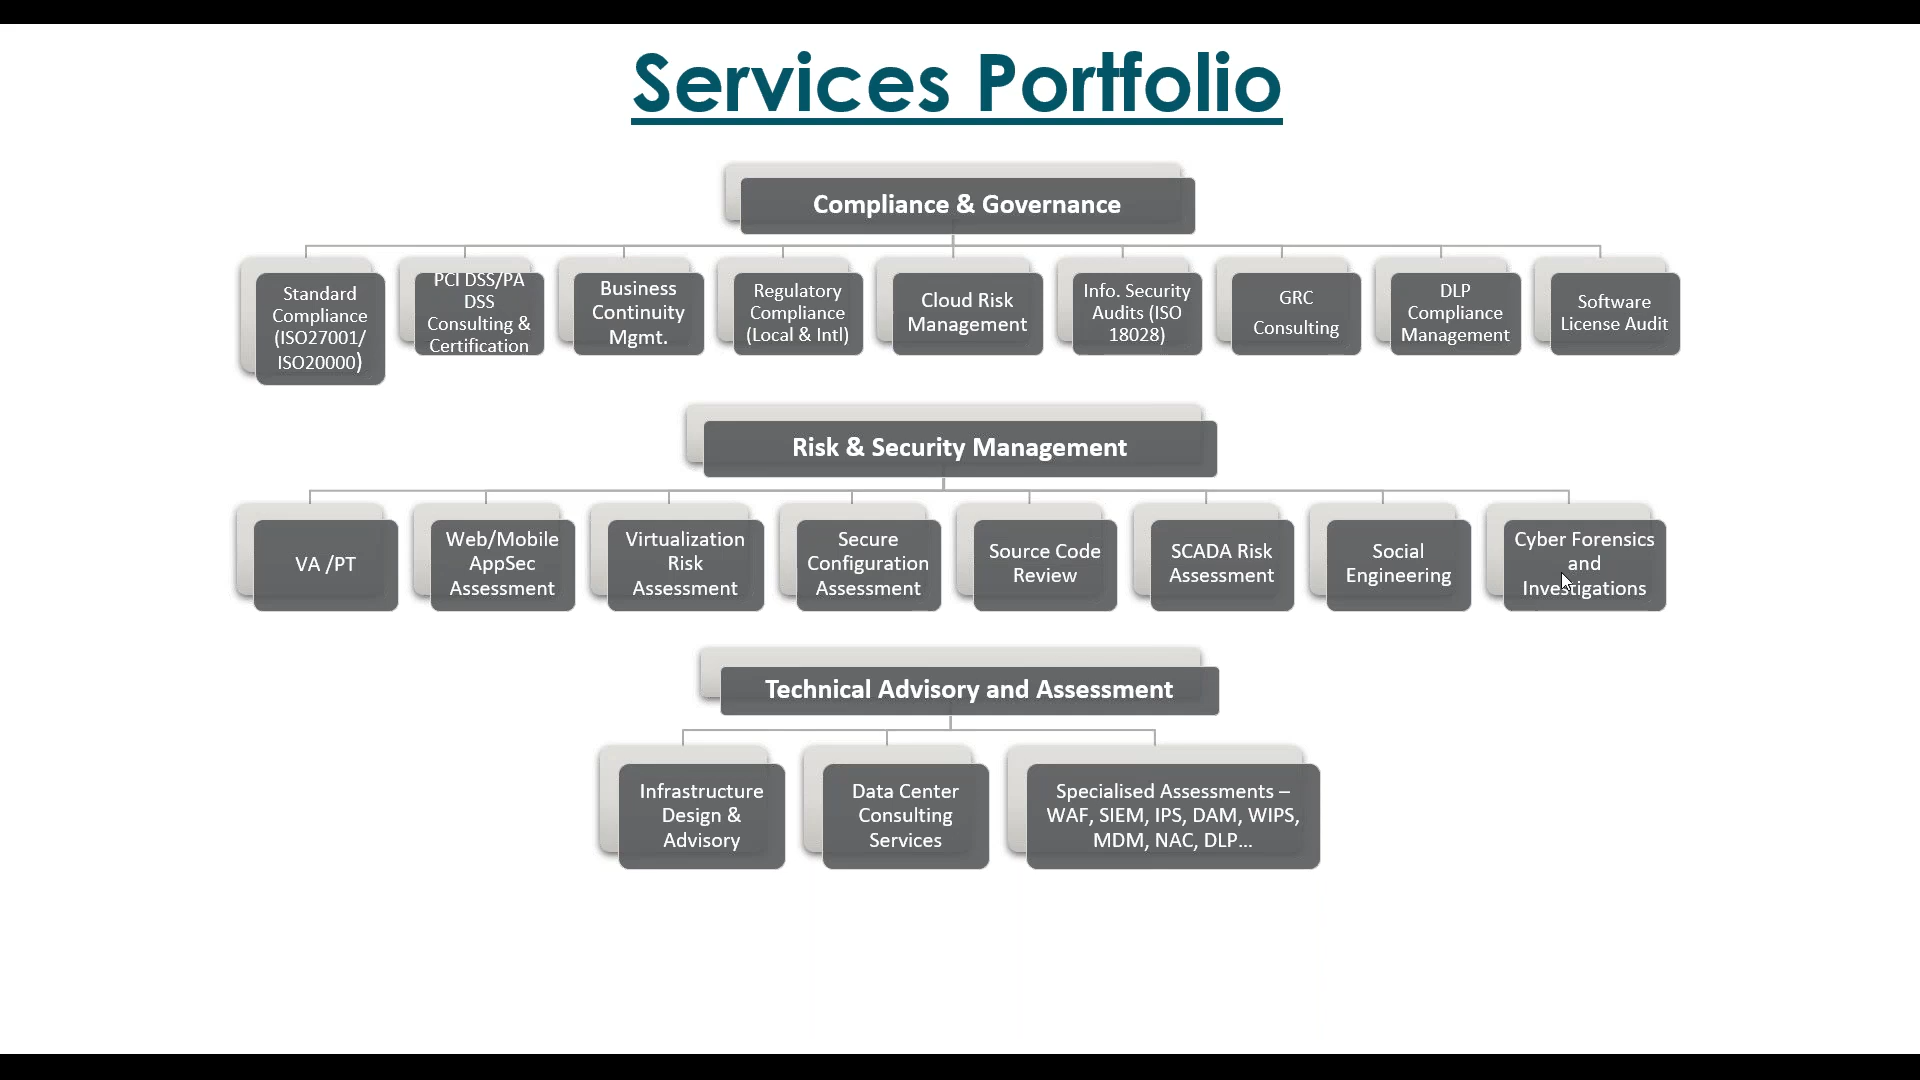 Services Portfolio
Compliance & Governance
Standard
Compliance
(ISO27001/
ISO20000)
PCI DSS/PA
DSS
Consulting &
Certification
Business
Continuity
Mgmt.
Regulatory
Compliance
(Local & Intl)
Cloud Risk
Management
Info. Security
Audits (ISO
18028)
GRC
Consulting
DLP
Compliance
Management
Software
License Audit
Risk & Security Management
VA /PT
Web/Mobile
AppSec
Assessment
Virtualization
Risk
Assessment
Secure
Configuration
Assessment
Source Code
Review
SCADA Risk
Assessment
Social
Engineering
Cyber Forensics
and
Investigations
Technical Advisory and Assessment
Infrastructure
Design &
Advisory
Data Center
Consulting
Services
Specialised Assessments –
WAF, SIEM, IPS, DAM, WIPS,
MDM, NAC, DLP...